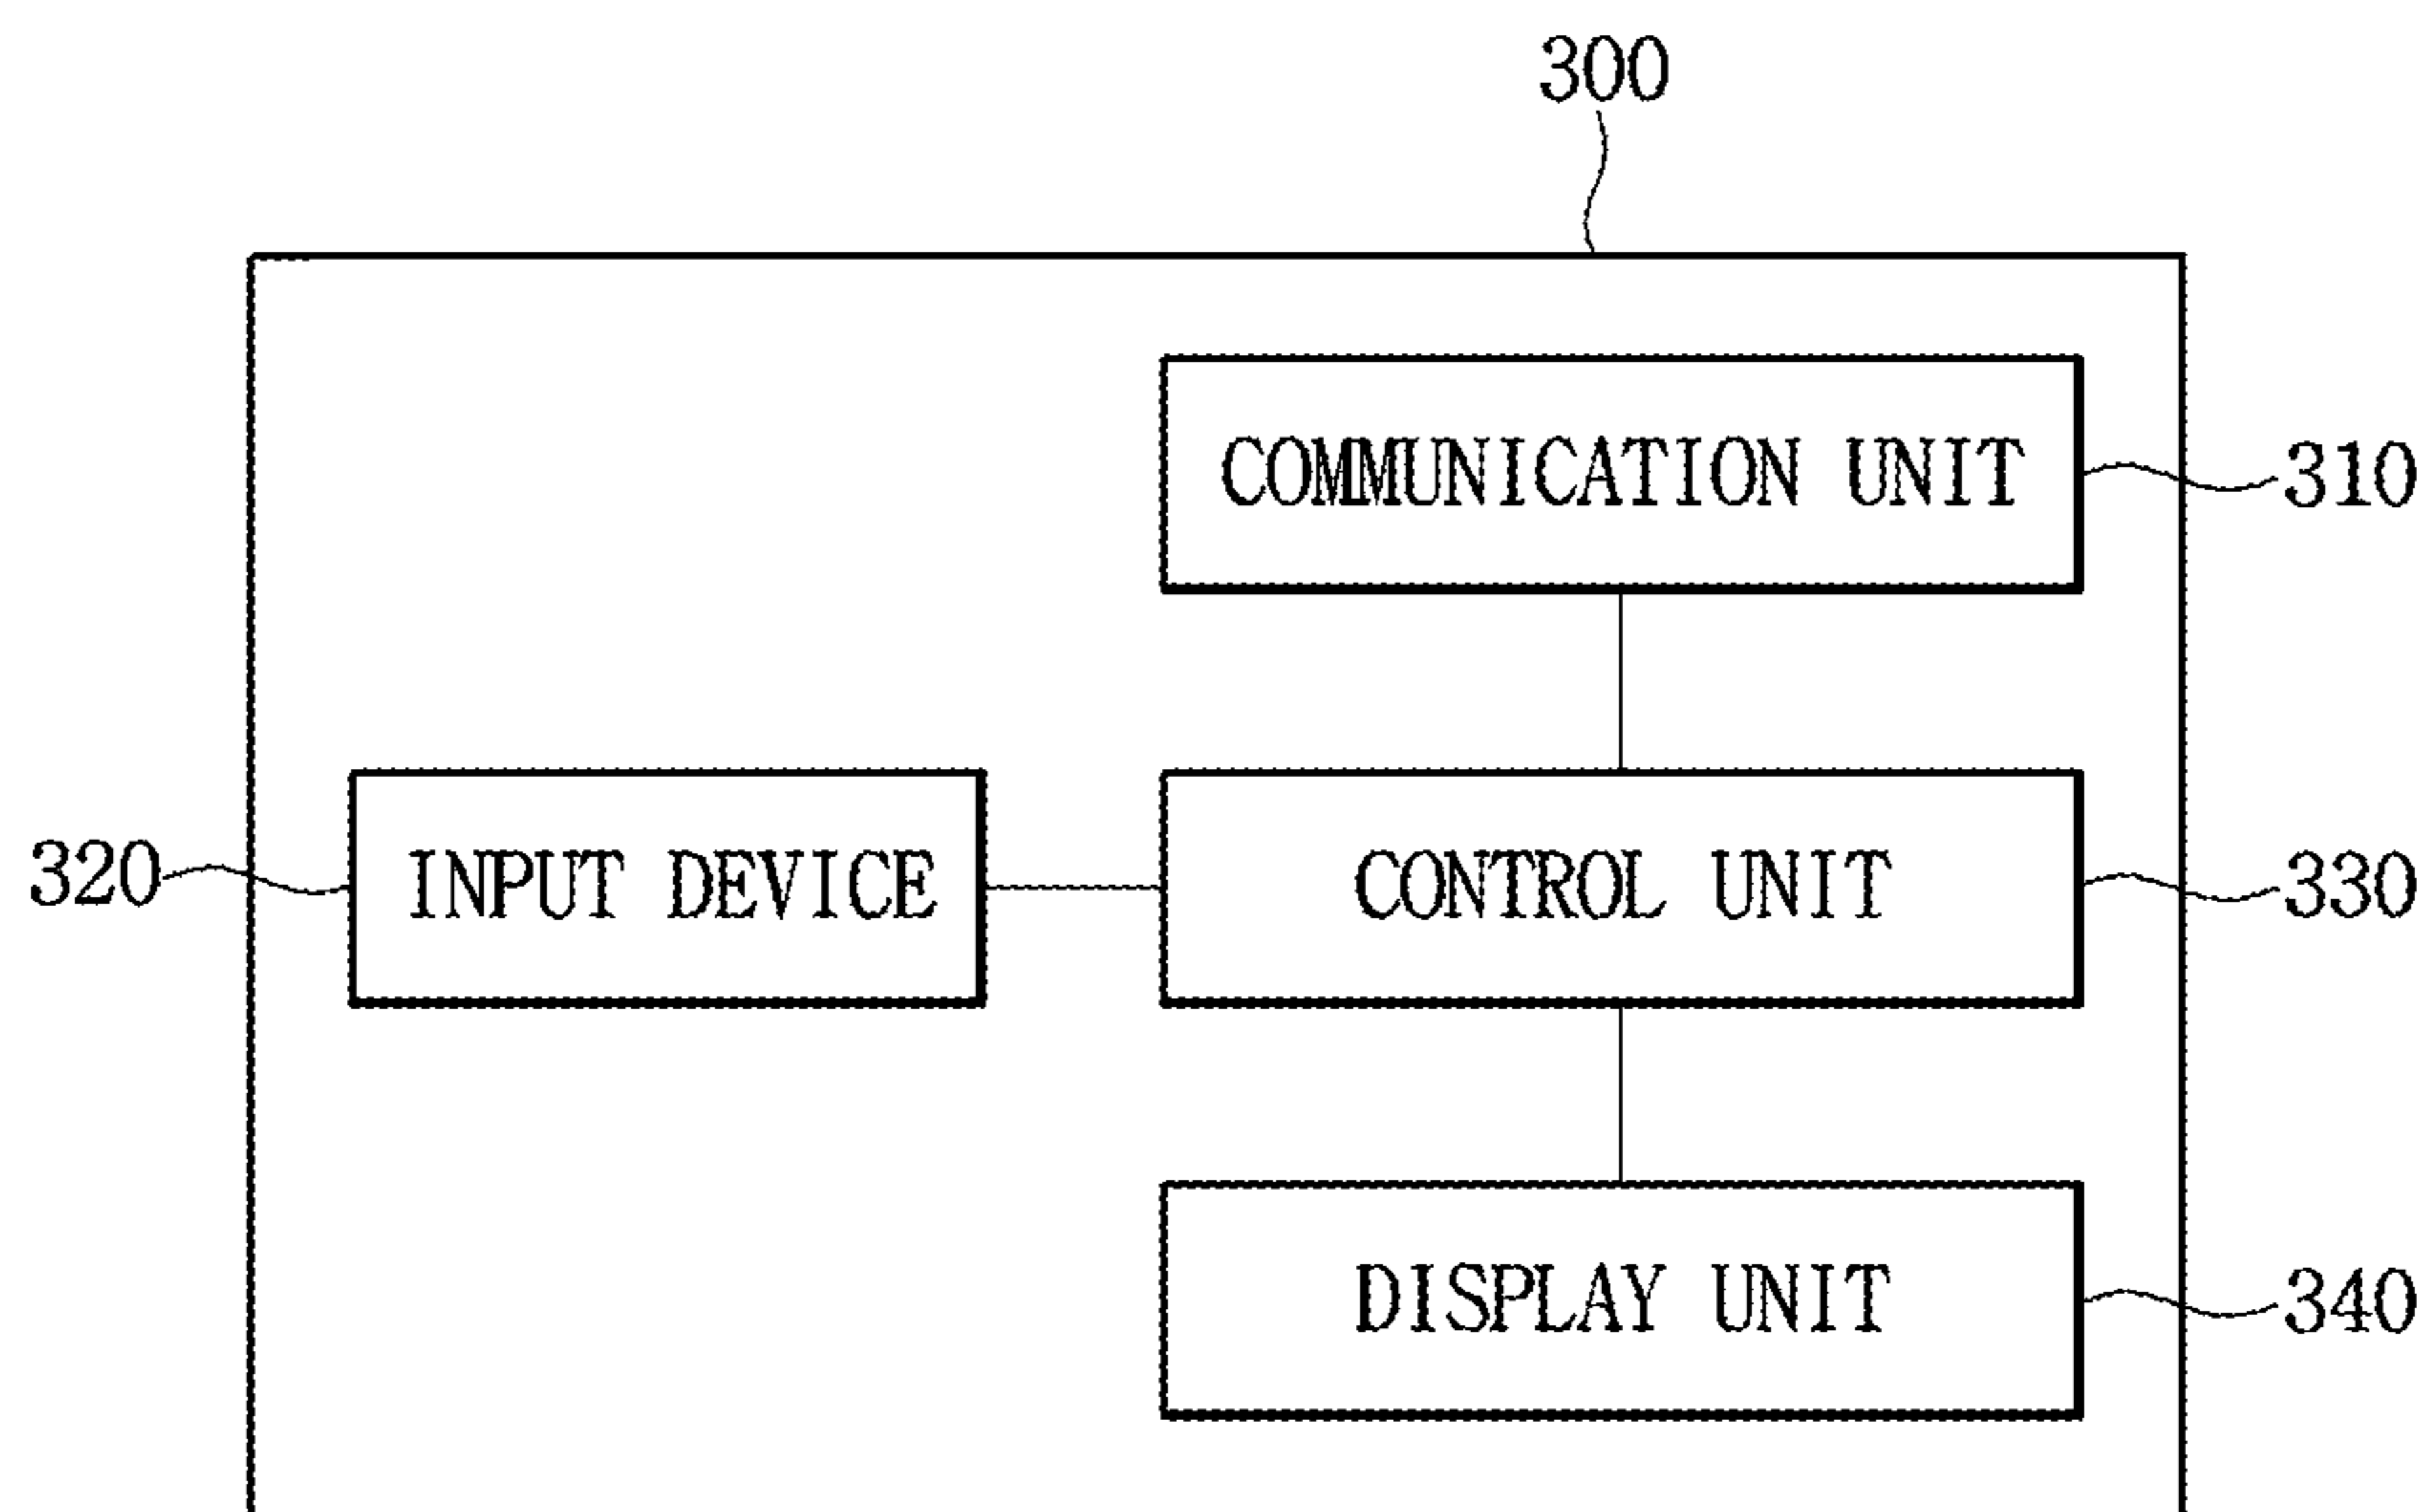 300
COMMUNICATION UNIT
310
320
INPUT DEVICE
CONTROL UNIT
330
DISPLAY UNIT
340